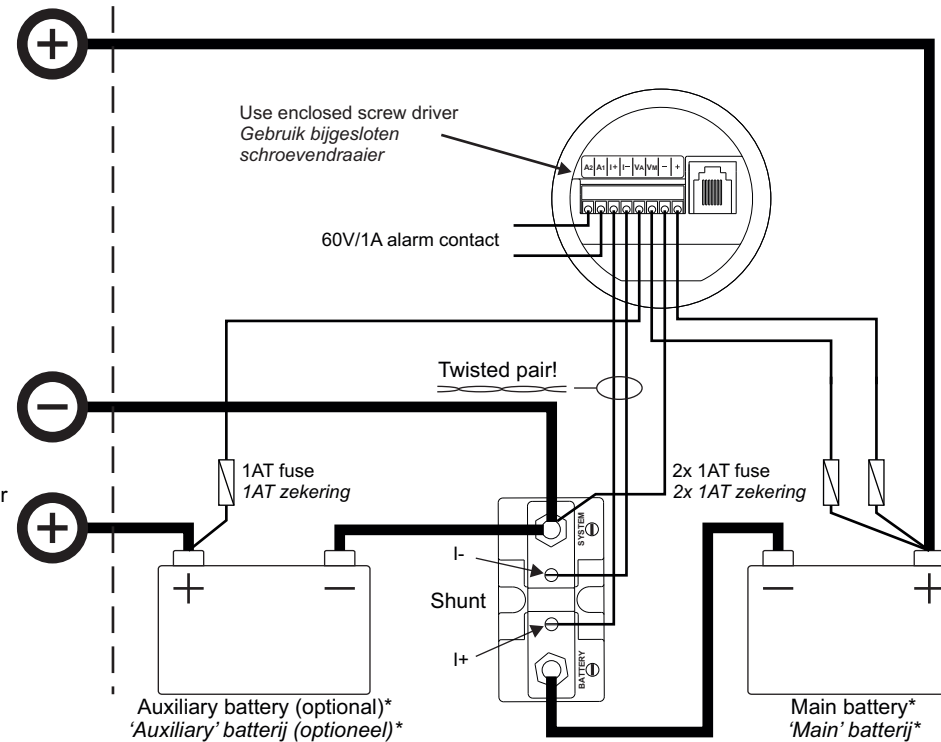 +
Use enclosed screw driver
Gebruik bijgesloten
schroevendraaier
A2 A1 I+ I- VA VM - +
60V/1A alarm contact
Twisted pair!
-
1AT fuse
1AT zekering
2x 1AT fuse
2x 1AT zekering
r
+
SYSTEM
I-
+ -
- +
Shunt
I+
BATTERY
Auxiliary battery (optional)*
'Auxiliary' batterij (optioneel)*
Main battery*
'Main' batterij*